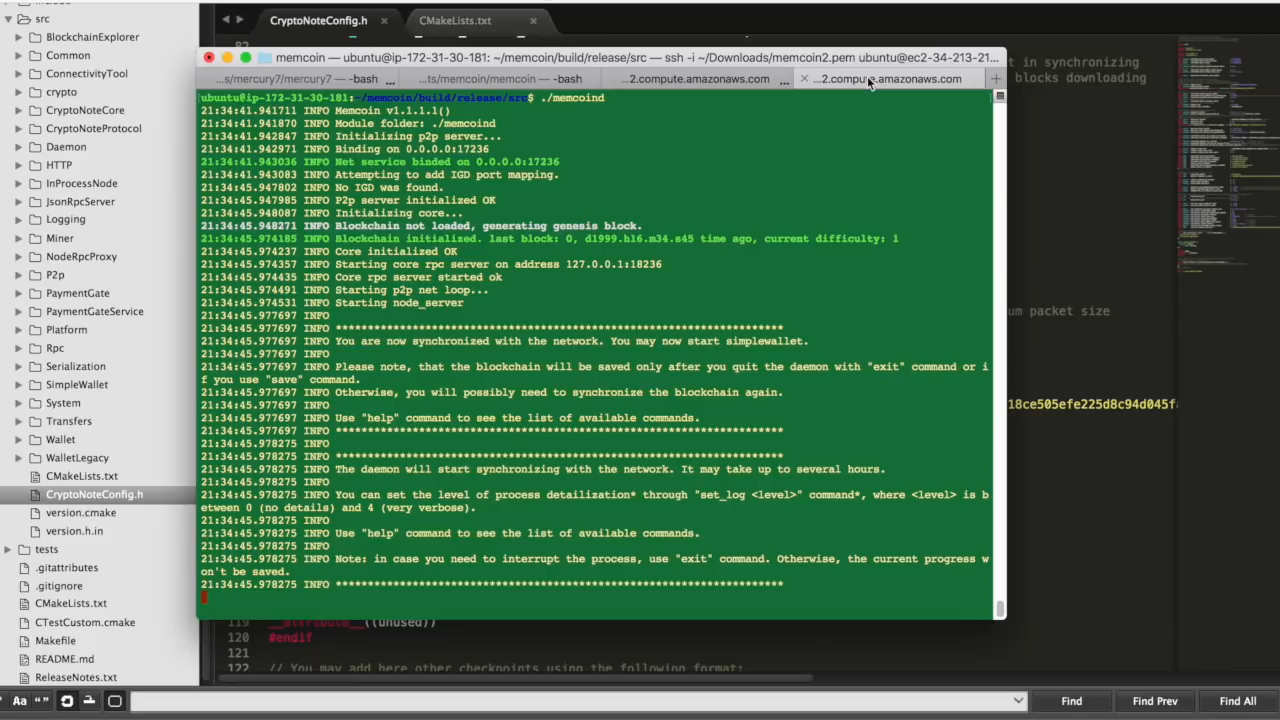 src
BlockchainExplorer
Common
ConnectivityTool
crypto
CryptoNoteCore
CryptoNoteProtocol
Daemon
HTTP
InProcessNode
JsonRpcServer
Logging
Miner
NodeRpcProxy
P2p
PaymentGate
PaymentGateService
Platform
Rpc
Serialization
SimpleWallet
System
Transfers
Wallet
WalletLegacy
CMakeLists.txt
CryptoNoteConfig.h
version.cmake
version.h.in
tests
.gitattributes
.gitignore
CMakeLists.txt
CTestCustom.cmake
Makefile
README.md
ReleaseNotes.txt
CryptoNoteConfig.h
CMakeLists.txt
memcoin — ubuntu@ip-172-31-30-181: ~/memcoin/build/release/src — ssh -i ~/Downloads/memcoin2.pem ubuntu@ec2-34-213-21...
...s/mercury7/mercury7 — -bash ...
...ts/memcoin/memcoin — -bash
...2.compute.amazonaws.com ...
...2.compute.amazonaws.com
ubuntu@ip-172-31-30-181:~/memcoin/build/release/src$ ./memcoind
21:34:41.941711 INFO Memcoin v1.1.1.1()
21:34:41.941870 INFO Module folder: ./memcoind
21:34:41.942847 INFO Initializing p2p server...
21:34:41.942971 INFO Binding on 0.0.0.0:17236
21:34:41.943036 INFO Net service binded on 0.0.0.0:17236
21:34:41.943083 INFO Attempting to add IGD port mapping.
21:34:45.947802 INFO No IGD was found.
21:34:45.947985 INFO P2p server initialized OK
21:34:45.948087 INFO Initializing core...
21:34:45.948271 INFO Blockchain not loaded, generating genesis block.
21:34:45.974185 INFO Blockchain initialized. last block: 0, d1999.h16.m34.s45 time ago, current difficulty: 1
21:34:45.974237 INFO Core initialized OK
21:34:45.974357 INFO Starting core rpc server on address 127.0.0.1:18236
21:34:45.974435 INFO Core rpc server started ok
21:34:45.974491 INFO Starting p2p net loop...
21:34:45.974531 INFO Starting node_server
21:34:45.977697 INFO
21:34:45.977697 INFO **********************************************************************
21:34:45.977697 INFO You are now synchronized with the network. You may now start simplewallet.
21:34:45.977697 INFO
21:34:45.977697 INFO Please note, that the blockchain will be saved only after you quit the daemon with "exit" command or i
f you use "save" command.
21:34:45.977697 INFO Otherwise, you will possibly need to synchronize the blockchain again.
21:34:45.977697 INFO
21:34:45.977697 INFO Use "help" command to see the list of available commands.
21:34:45.977697 INFO **********************************************************************
21:34:45.978275 INFO
21:34:45.978275 INFO **********************************************************************
21:34:45.978275 INFO The daemon will start synchronizing with the network. It may take up to several hours.
21:34:45.978275 INFO
21:34:45.978275 INFO You can set the level of process detailization* through "set_log <level>" command*, where <level> is b
etween 0 (no details) and 4 (very verbose).
21:34:45.978275 INFO
21:34:45.978275 INFO Use "help" command to see the list of available commands.
21:34:45.978275 INFO
21:34:45.978275 INFO Note: in case you need to interrupt the process, use "exit" command. Otherwise, the current progress w
on't be saved.
21:34:45.978275 INFO **********************************************************************
t in synchronizing
blocks downloading
um packet size
18ce505efe225d8c94d045f
119 __attribute__((unused))
120 #endif
121
122 // You may add here other checkpoints using the following format:
Aa
Find
Find Prev
Find All